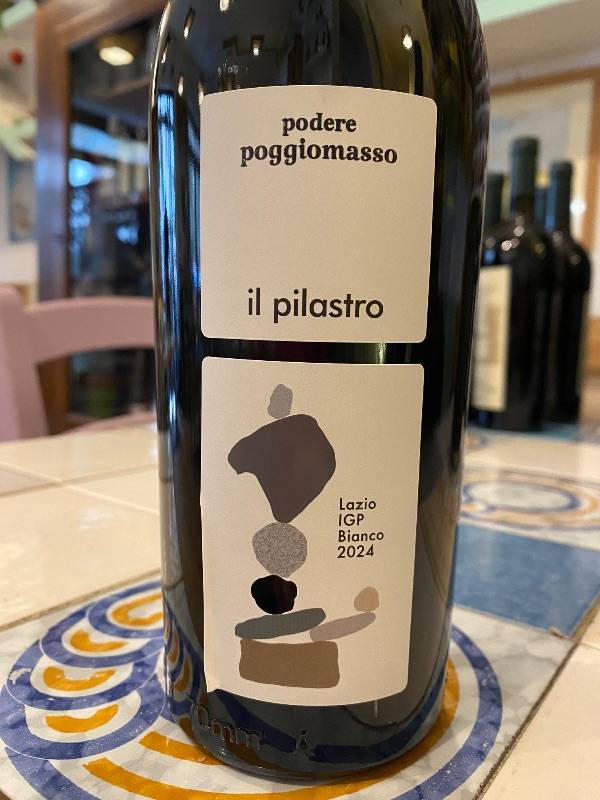 podere
poggiomasso
il pilastro
Lazio
IGP
Bianco
2024